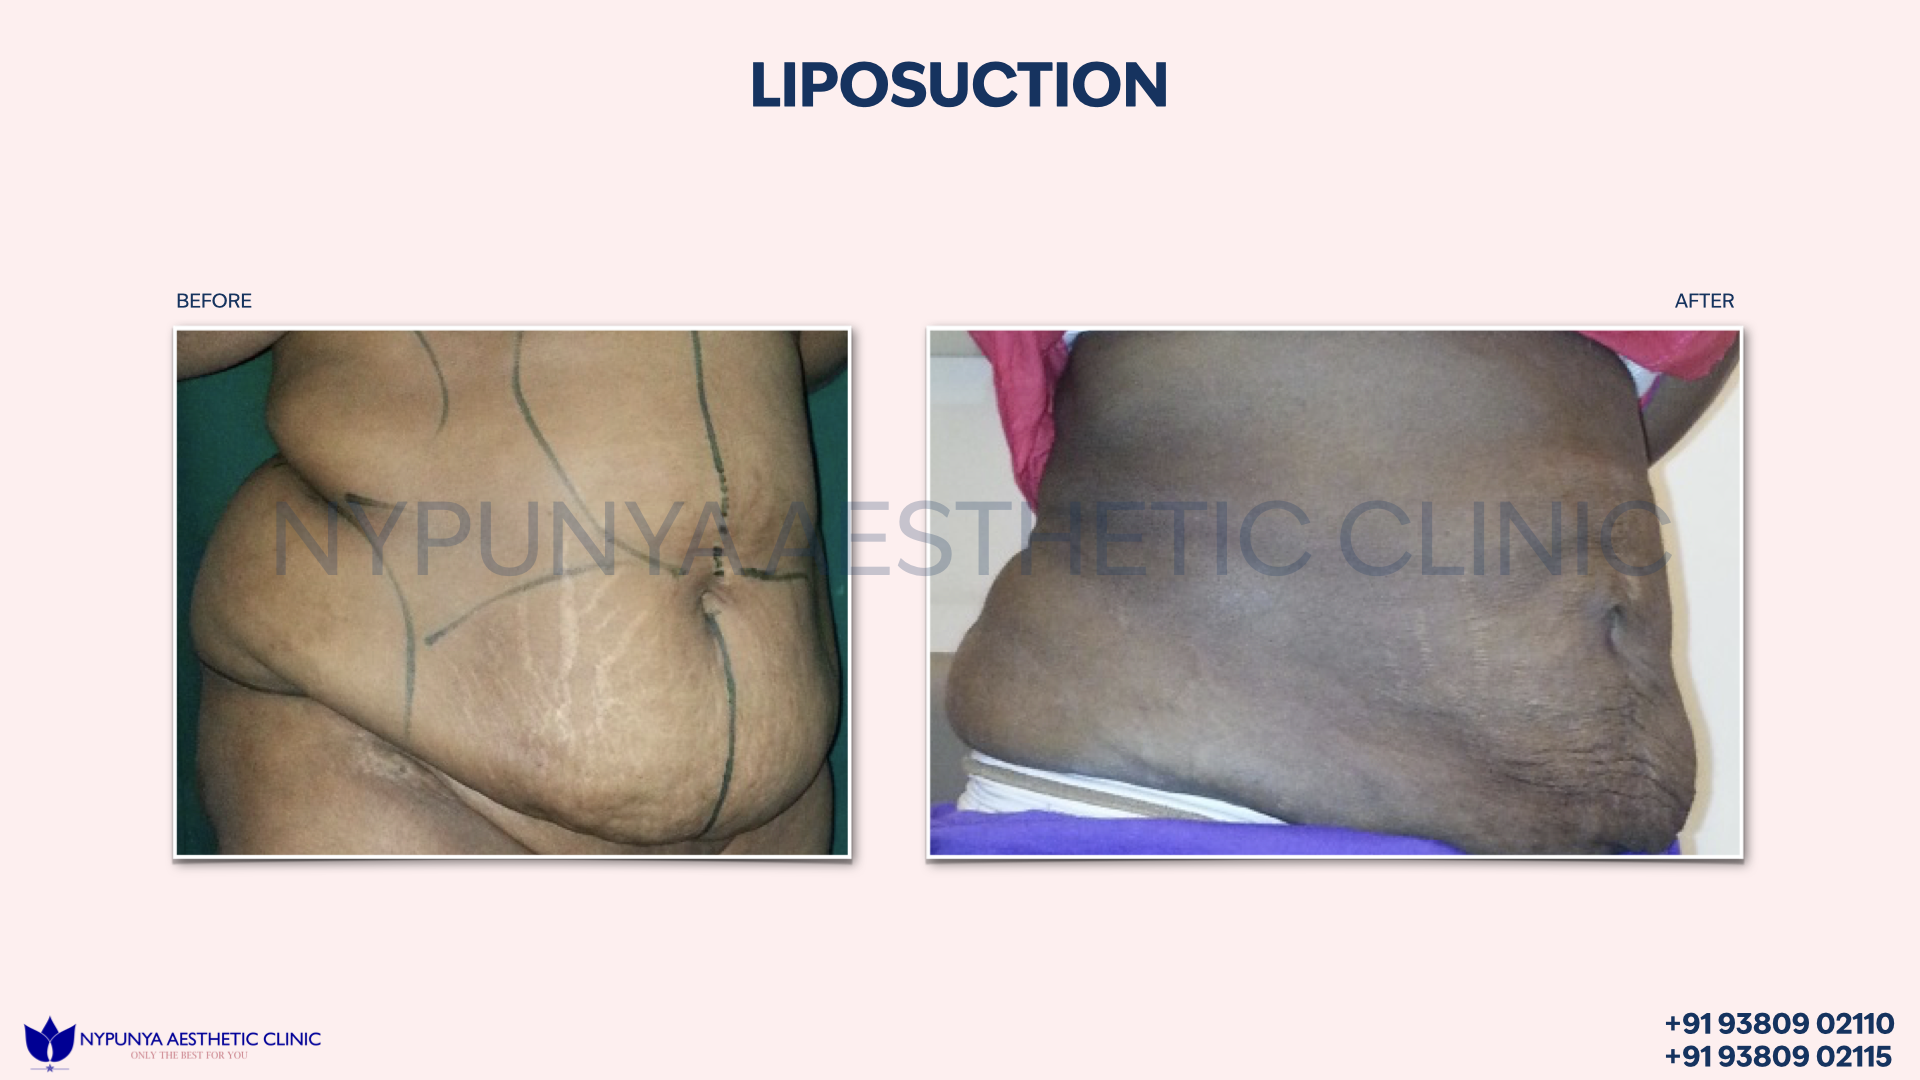 LIPOSUCTION
BEFORE
AFTER
NYPUNYA AESTHETIC CLINIC
NYPUNYA AESTHETIC CLINIC
ONLY THE BEST FOR YOU
+91 93809 02110
+91 93809 02115